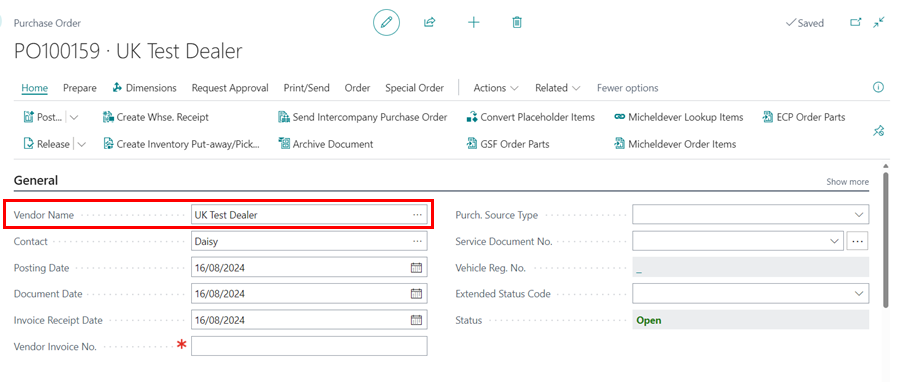 Purchase Order
Saved
PO100159 · UK Test Dealer
Home Prepare Dimensions Request Approval Print/Send Order Special Order Actions Related Fewer options
Post... Create Whse. Receipt Send Intercompany Purchase Order Convert Placeholder Items Micheldever Lookup Items ECP Order Parts
Release Create Inventory Put-away/Pick... Archive Document GSF Order Parts Micheldever Order Items
General Show more
Vendor Name UK Test Dealer ... Purch. Source Type
Contact Daisy ... Service Document No. ...
Posting Date 16/08/2024 Vehicle Reg. No. _
Document Date 16/08/2024 Extended Status Code
Invoice Receipt Date 16/08/2024 Status Open
Vendor Invoice No. *